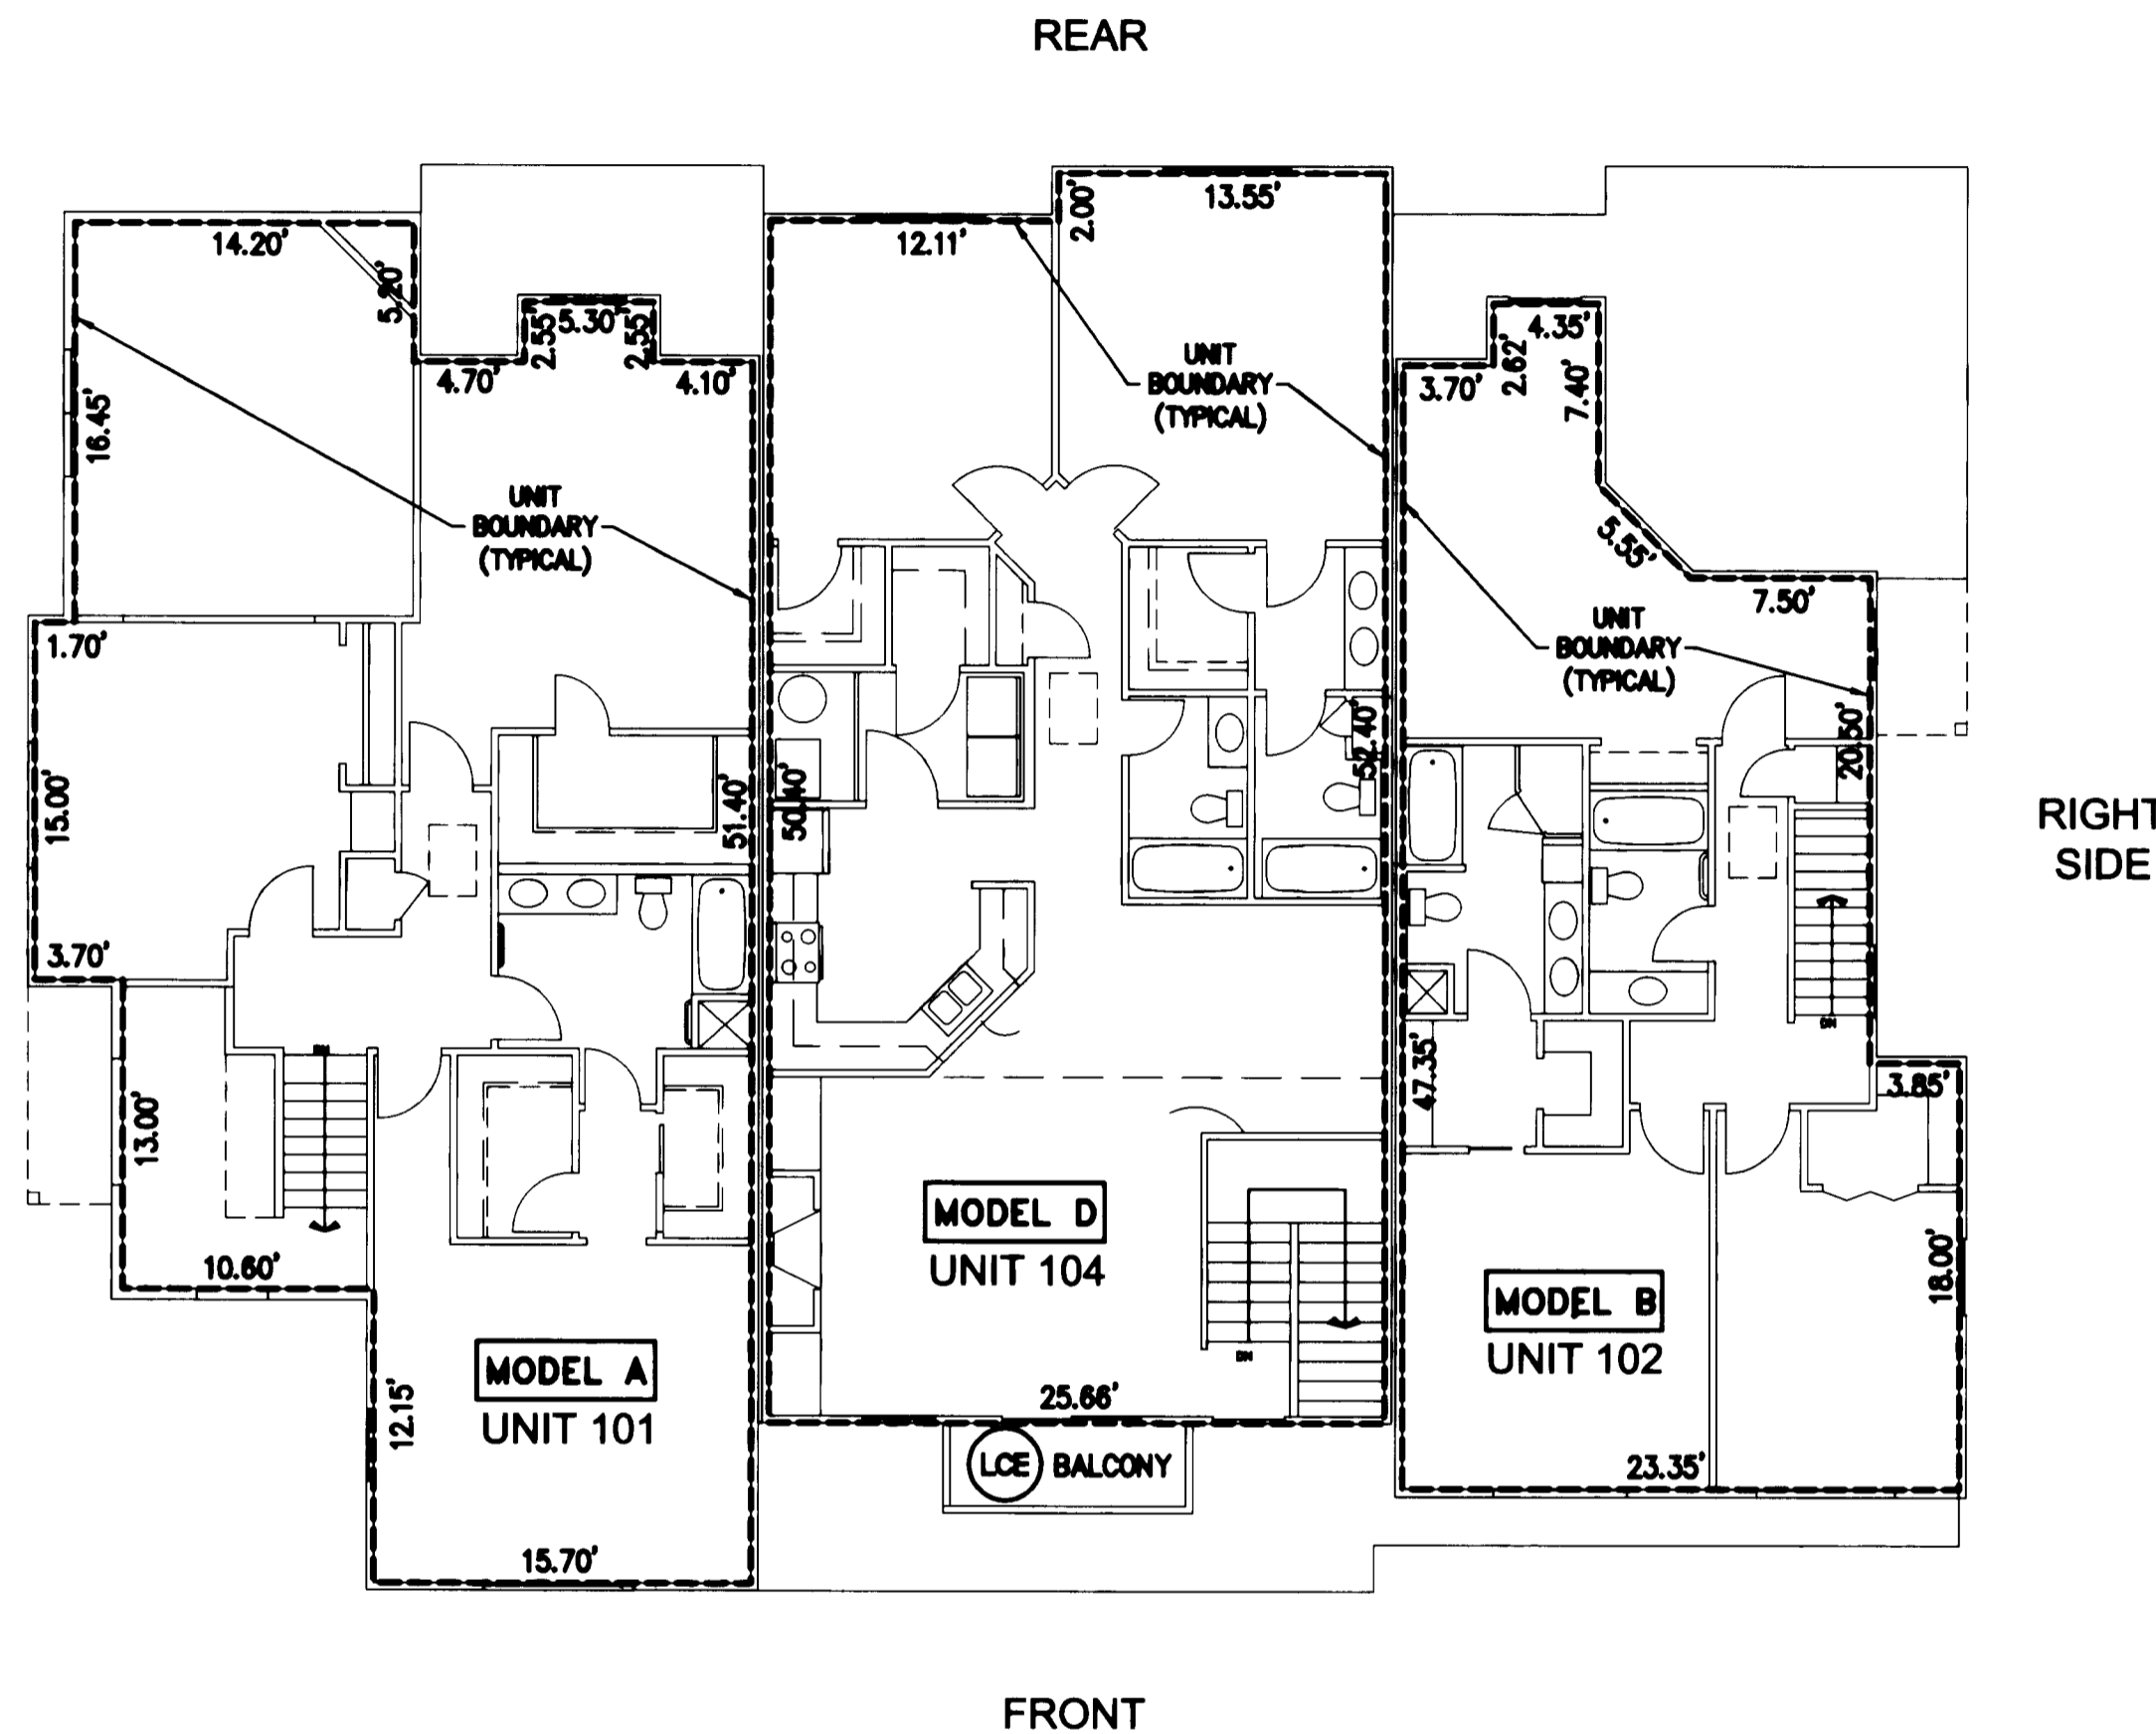 REAR
13.55'
2.00'
12.11'
14.20'
5.20'
5.30'
2.55'
2.55'
4.70'
4.10'
16.45'
4.35'
2.62'
3.70'
7.40'
UNIT
BOUNDARY
(TYPICAL)
UNIT
BOUNDARY
(TYPICAL)
5.55'
7.50'
UNIT
BOUNDARY
(TYPICAL)
1.70'
15.00'
51.40'
50.40'
52.40'
20.50'
RIGHT
SIDE
3.70'
DN
DN
13.00'
47.35'
3.85'
MODEL D
UNIT 104
10.60'
18.00'
MODEL B
UNIT 102
DN
MODEL A
UNIT 101
12.15'
25.66'
LCE BALCONY
23.35'
15.70'
FRONT